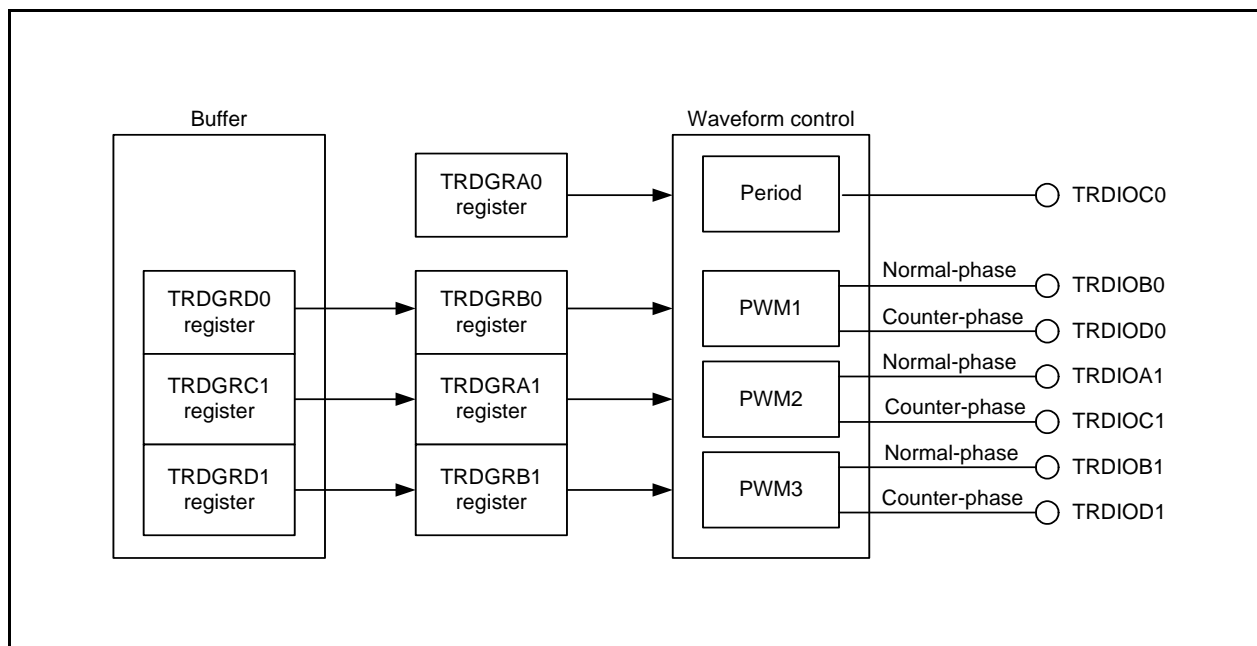 Buffer
Waveform control
TRDGRA0
register
Period
TRDIOC0
TRDGRD0
register
TRDGRB0
register
PWM1
Normal-phase
TRDIOB0
Counter-phase
TRDIOD0
TRDGRC1
register
TRDGRA1
register
PWM2
Normal-phase
TRDIOA1
Counter-phase
TRDIOC1
TRDGRD1
register
TRDGRB1
register
PWM3
Normal-phase
TRDIOB1
Counter-phase
TRDIOD1